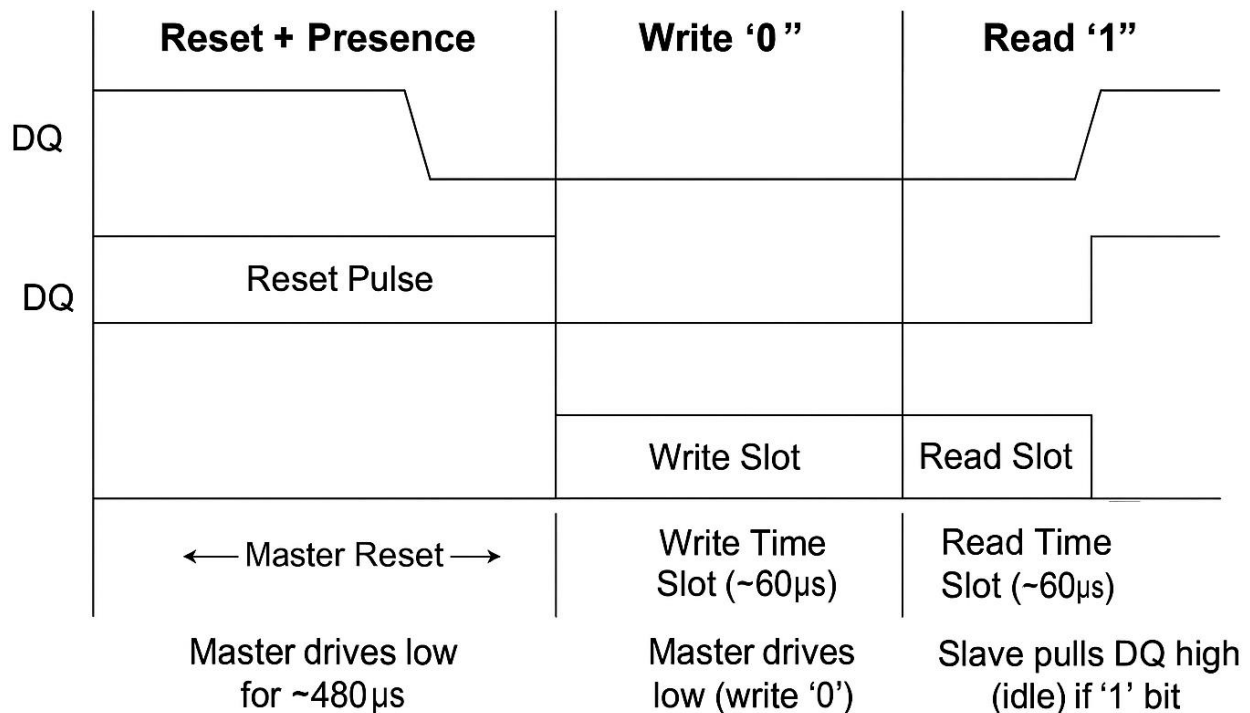 Reset + Presence
Write ‘0”
Read ‘1”
DQ
DQ
Reset Pulse
Write Slot
Read Slot
←Master Reset→
Write Time
Slot (~60µs)
Read Time
Slot (~60µs)
Master drives low
for ~480µs
Master drives
low (write ‘0’)
Slave pulls DQ high
(idle) if ‘1’ bit